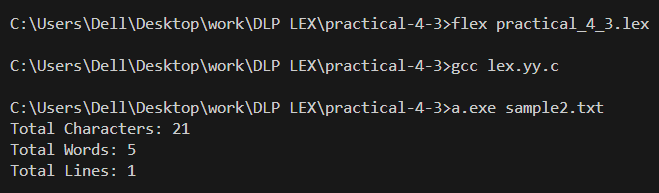 C:\Users\Dell\Desktop\work\DLP LEX\practical-4-3>flex practical_4_3.lex
C:\Users\Dell\Desktop\work\DLP LEX\practical-4-3>gcc lex.yy.c
C:\Users\Dell\Desktop\work\DLP LEX\practical-4-3>a.exe sample2.txt
Total Characters: 21
Total Words: 5
Total Lines: 1